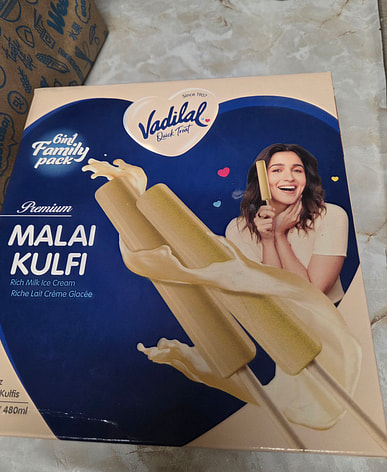 Since 1907
Vadilal
Quick Treat
6in1
Family
pack
Premium
MALAI
KULFI
Rich Milk Ice Cream
Riche Lait Crème Glacée
Kulfis
480ml